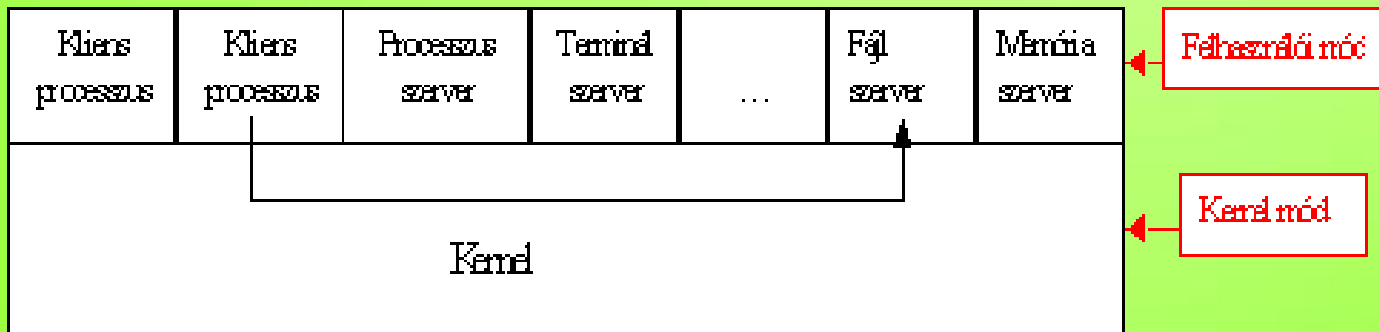 Kliens
processzus
Kliens
processzus
Processzus
szerver
Terminál
szerver
...
Fájl
szerver
Memória
szerver
Felhasználói mód
Kernel mód
Kernel